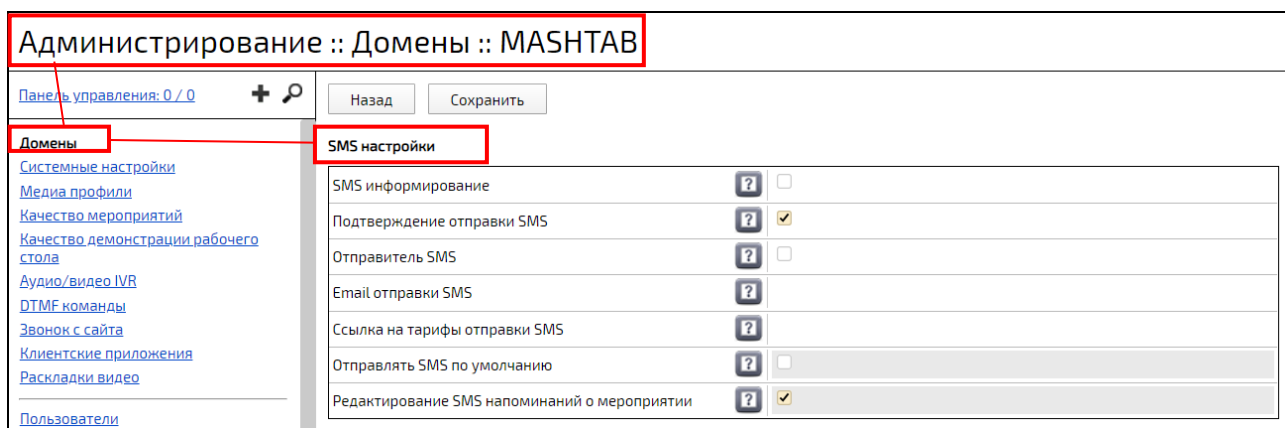 Администрирование :: Домены :: MASHTAB
Панель управления: 0 / 0
Назад
Сохранить
Домены
Системные настройки
Медиа профили
Качество мероприятий
Качество демонстрации рабочего
стола
Аудио/видео IVR
DTMF команды
Звонок с сайта
Клиентские приложения
Раскладки видео
Пользователи
SMS настройки
SMS информирование ?
Подтверждение отправки SMS ?
Отправитель SMS ?
Email отправки SMS ?
Ссылка на тарифы отправки SMS ?
Отправлять SMS по умолчанию ?
Редактирование SMS напоминаний о мероприятии ?